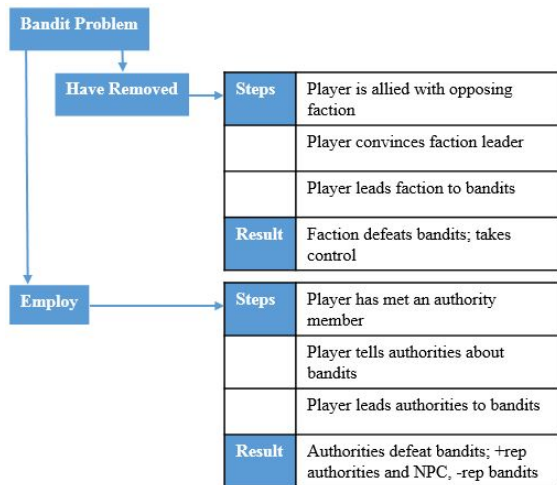 Bandit Problem
Have Removed
Steps
Player is allied with opposing
faction
Player convinces faction leader
Player leads faction to bandits
Result
Faction defeats bandits; takes
control
Employ
Steps
Player has met an authority
member
Player tells authorities about
bandits
Player leads authorities to bandits
Result
Authorities defeat bandits; +rep
authorities and NPC, -rep bandits